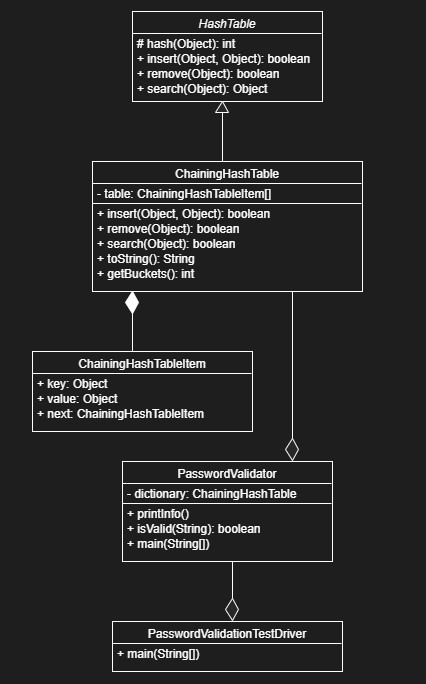 HashTable
# hash(Object): int
+ insert(Object, Object): boolean
+ remove(Object): boolean
+ search(Object): Object
ChainingHashTable
- table: ChainingHashTableItem[]
+ insert(Object, Object): boolean
+ remove(Object): boolean
+ search(Object): boolean
+ toString(): String
+ getBuckets(): int
ChainingHashTableItem
+ key: Object
+ value: Object
+ next: ChainingHashTableItem
PasswordValidator
- dictionary: ChainingHashTable
+ printInfo()
+ isValid(String): boolean
+ main(String[])
PasswordValidationTestDriver
+ main(String[])